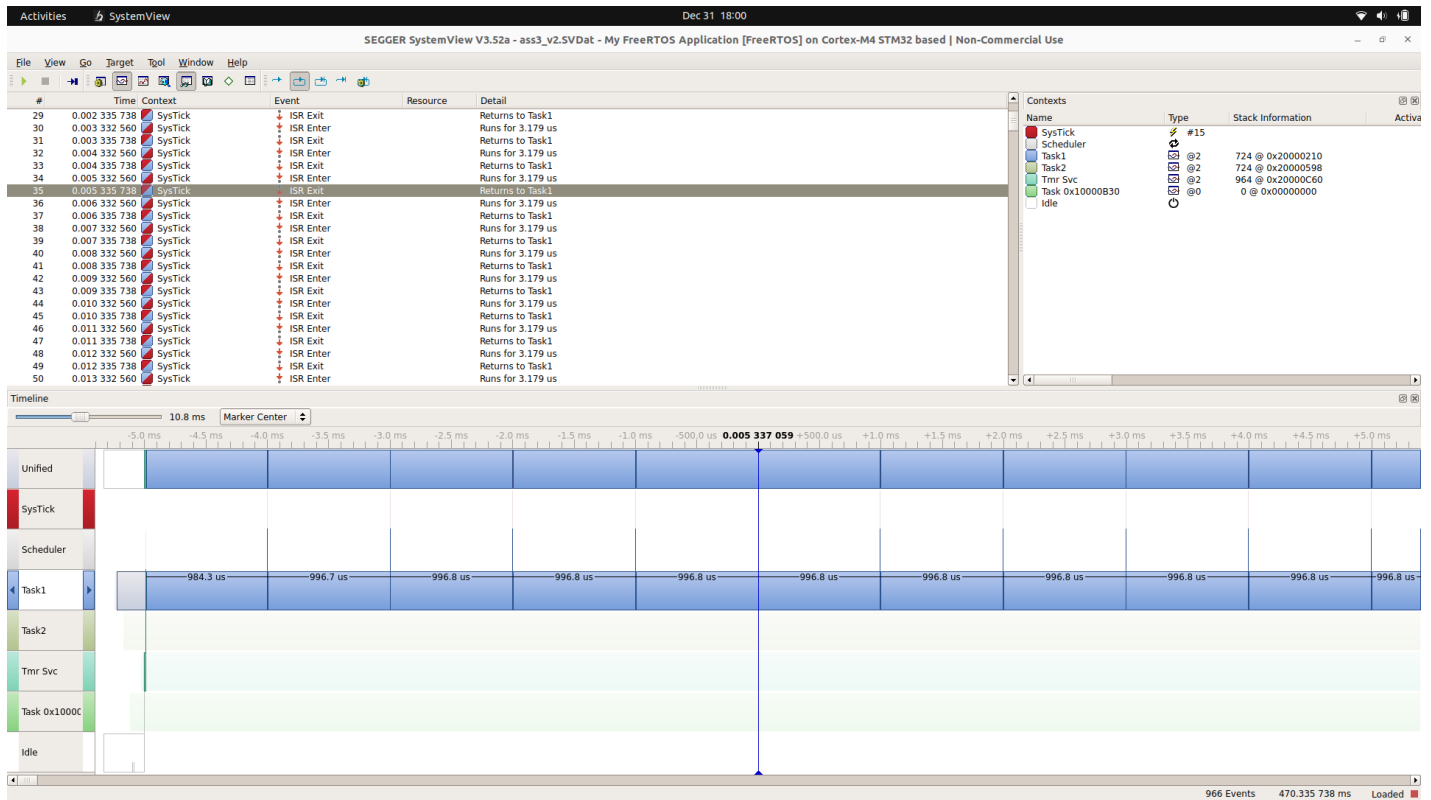 Activities SystemView Dec 31 18:00
SEGGER SystemView V3.52a - ass3_v2.SVDat - My FreeRTOS Application [FreeRTOS] on Cortex-M4 STM32 based | Non-Commercial Use
File View Go Target Tool Window Help
# Time Context Event Resource Detail
29 0.002 335 738 SysTick ISR Exit Returns to Task1
30 0.003 332 560 SysTick ISR Enter Runs for 3.179 us
31 0.003 335 738 SysTick ISR Exit Returns to Task1
32 0.004 332 560 SysTick ISR Enter Runs for 3.179 us
33 0.004 335 738 SysTick ISR Exit Returns to Task1
34 0.005 332 560 SysTick ISR Enter Runs for 3.179 us
35 0.005 335 738 SysTick ISR Exit Returns to Task1
36 0.006 332 560 SysTick ISR Enter Runs for 3.179 us
37 0.006 335 738 SysTick ISR Exit Returns to Task1
38 0.007 332 560 SysTick ISR Enter Runs for 3.179 us
39 0.007 335 738 SysTick ISR Exit Returns to Task1
40 0.008 332 560 SysTick ISR Enter Runs for 3.179 us
41 0.008 335 738 SysTick ISR Exit Returns to Task1
42 0.009 332 560 SysTick ISR Enter Runs for 3.179 us
43 0.009 335 738 SysTick ISR Exit Returns to Task1
44 0.010 332 560 SysTick ISR Enter Runs for 3.179 us
45 0.010 335 738 SysTick ISR Exit Returns to Task1
46 0.011 332 560 SysTick ISR Enter Runs for 3.179 us
47 0.011 335 738 SysTick ISR Exit Returns to Task1
48 0.012 332 560 SysTick ISR Enter Runs for 3.179 us
49 0.012 335 738 SysTick ISR Exit Returns to Task1
50 0.013 332 560 SysTick ISR Enter Runs for 3.179 us
Contexts
Name Type Stack Information Activa
SysTick #15
Scheduler
Task1 @2 724 @ 0x20000210
Task2 @2 724 @ 0x20000598
Tmr Svc @2 964 @ 0x20000C60
Task 0x10000B30 @0 0 @ 0x00000000
Idle
Timeline
10.8 ms Marker Center
-5.0 ms -4.5 ms -4.0 ms -3.5 ms -3.0 ms -2.5 ms -2.0 ms -1.5 ms -1.0 ms -500.0 us 0.005 337 059 +500.0 us +1.0 ms +1.5 ms +2.0 ms +2.5 ms +3.0 ms +3.5 ms +4.0 ms +4.5 ms +5.0 ms
Unified
SysTick
Scheduler
Task1 984.3 us 996.7 us 996.8 us 996.8 us 996.8 us 996.8 us 996.8 us 996.8 us 996.8 us 996.8 us 996.8 us
Task2
Tmr Svc
Task 0x1000C
Idle
966 Events 470.335 738 ms Loaded